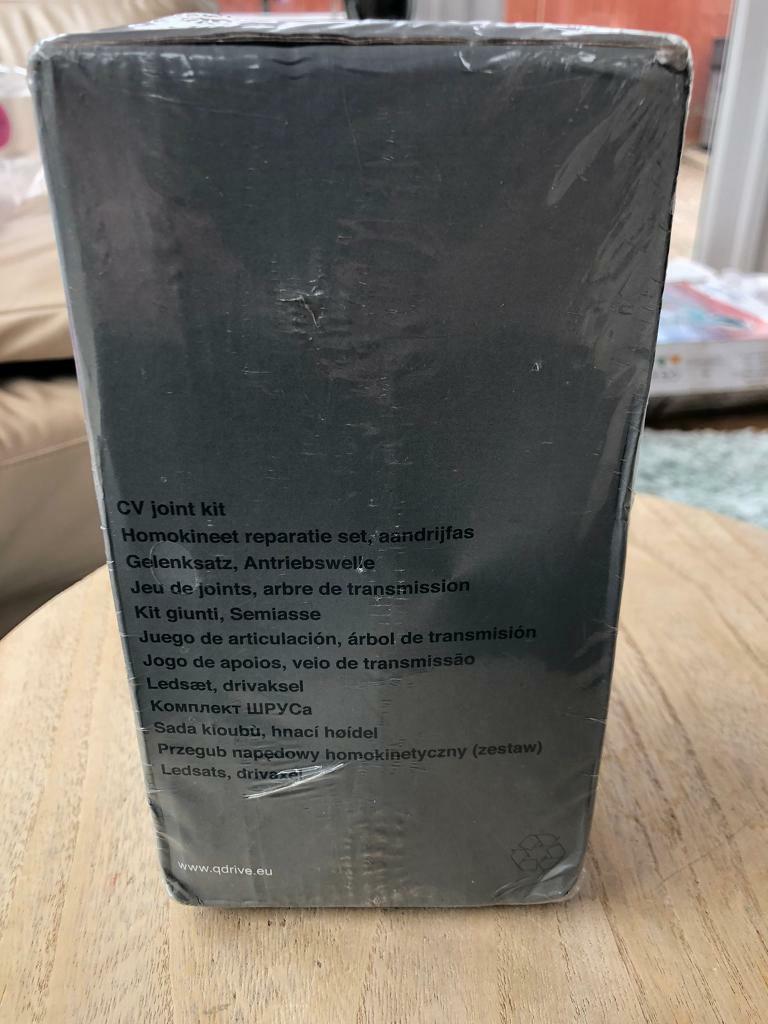 CV joint kit
Homokineet reparatie set, aandrijfas
Gelenksatz, Antriebswelle
Jeu de joints, arbre de transmission
Kit giunti, Semiasse
Juego de articulación, árbol de transmisión
Jogo de apoios, veio de transmissão
Ledsæt, drivaksel
Комплект ШРУСа
Sada kloubù, hnací høídel
Przegub napędowy homokinetyczny (zestaw)
Ledsats, drivaxel
www.qdrive.eu